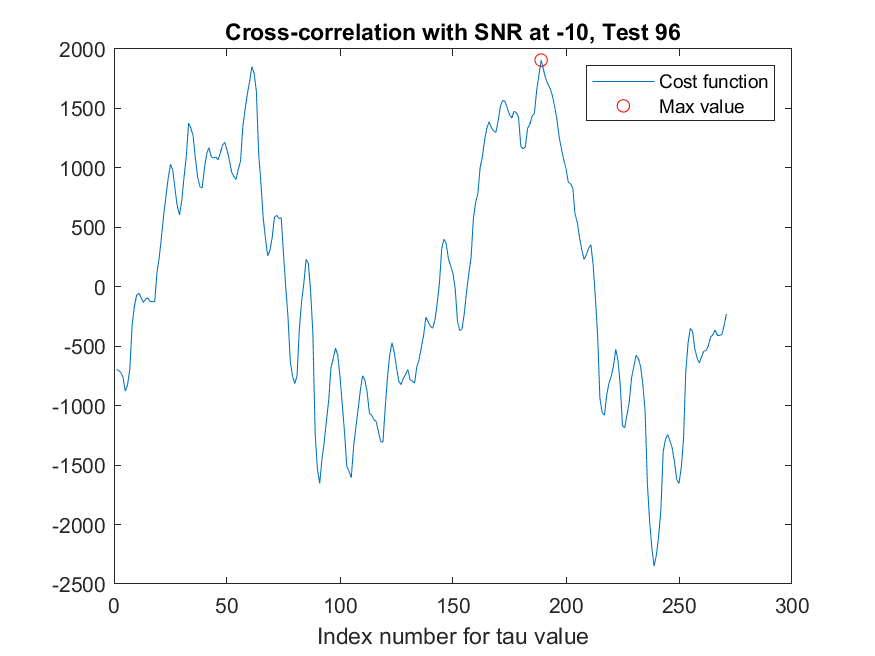 Cross-correlation with SNR at -10, Test 96
2000
1500
1000
500
0
-500
-1000
-1500
-2000
-2500
Cost function
Max value
0 50 100 150 200 250 300
Index number for tau value